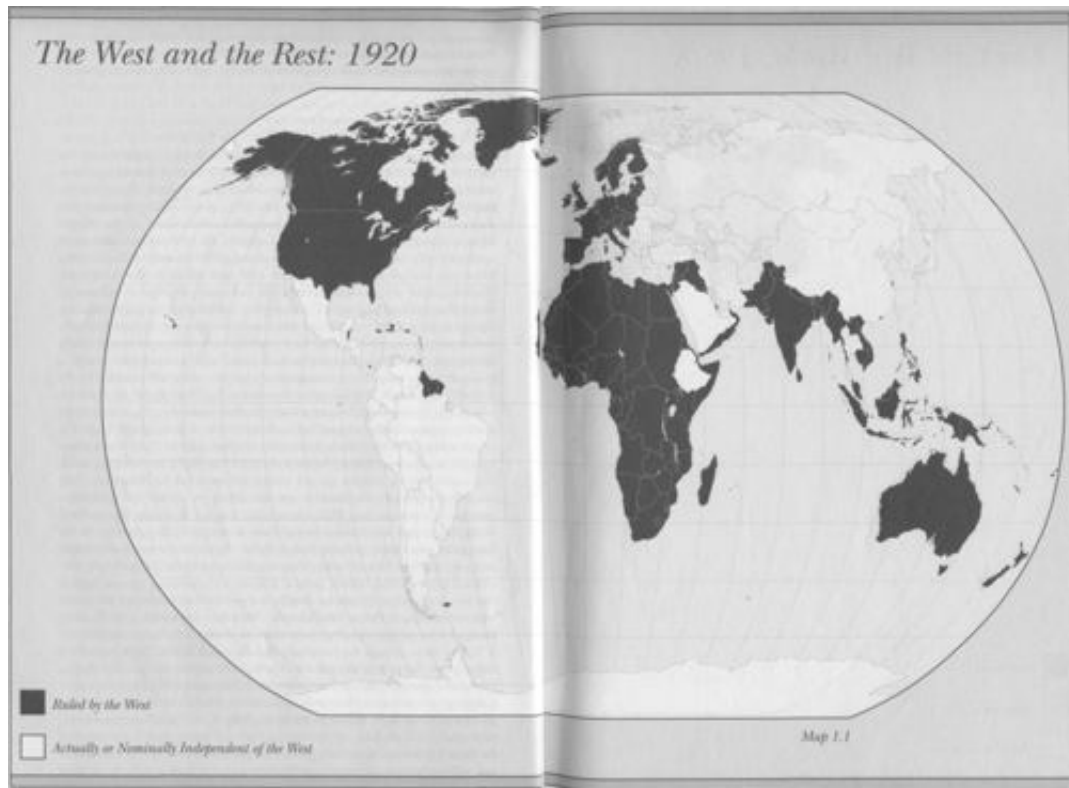 The West and the Rest: 1920
Ruled by the West
Actually or Nominally Independent of the West
Map 1.1